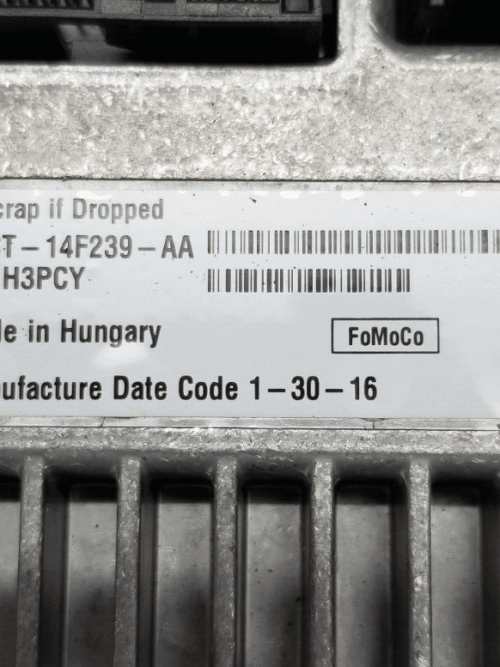 crap if Dropped
T-14F239-AA
H3PCY
le in Hungary
FoMoCo
ufacture Date Code 1-30-16